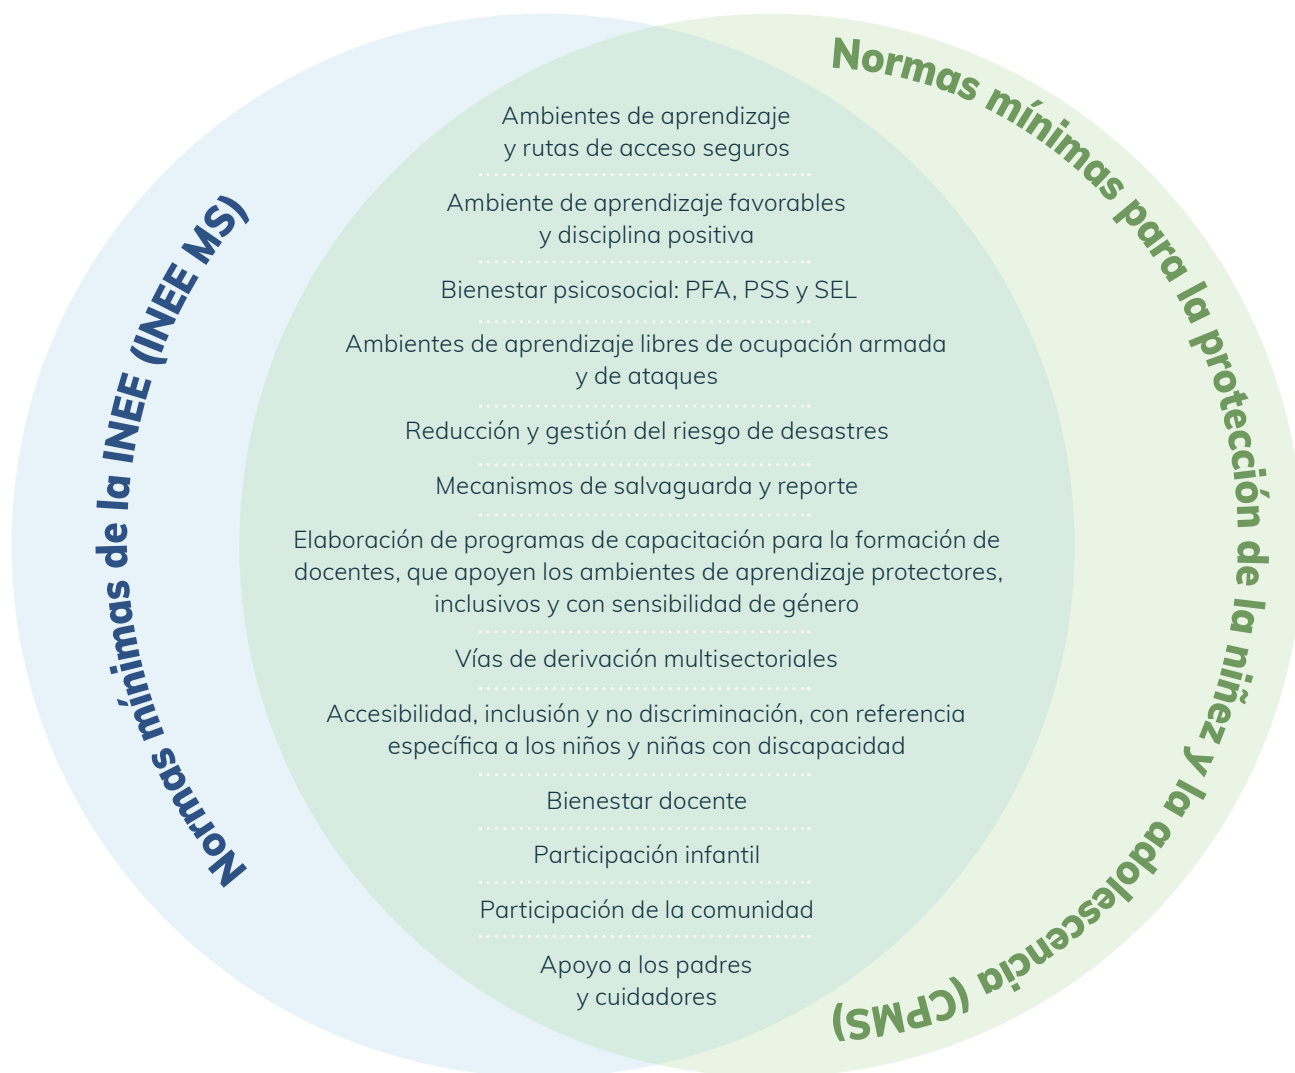 Normas mínimas de la INEE (INEE MS)
Normas mínimas para la protección de la niñez y la adolescencia (CPMS)
Ambientes de aprendizaje
y rutas de acceso seguros
Ambiente de aprendizaje favorables
y disciplina positiva
Bienestar psicosocial: PFA, PSS y SEL
Ambientes de aprendizaje libres de ocupación armada
y de ataques
Reducción y gestión del riesgo de desastres
Mecanismos de salvaguarda y reporte
Elaboración de programas de capacitación para la formación de
docentes, que apoyen los ambientes de aprendizaje protectores,
inclusivos y con sensibilidad de género
Vías de derivación multisectoriales
Accesibilidad, inclusión y no discriminación, con referencia
específica a los niños y niñas con discapacidad
Bienestar docente
Participación infantil
Participación de la comunidad
Apoyo a los padres
y cuidadores